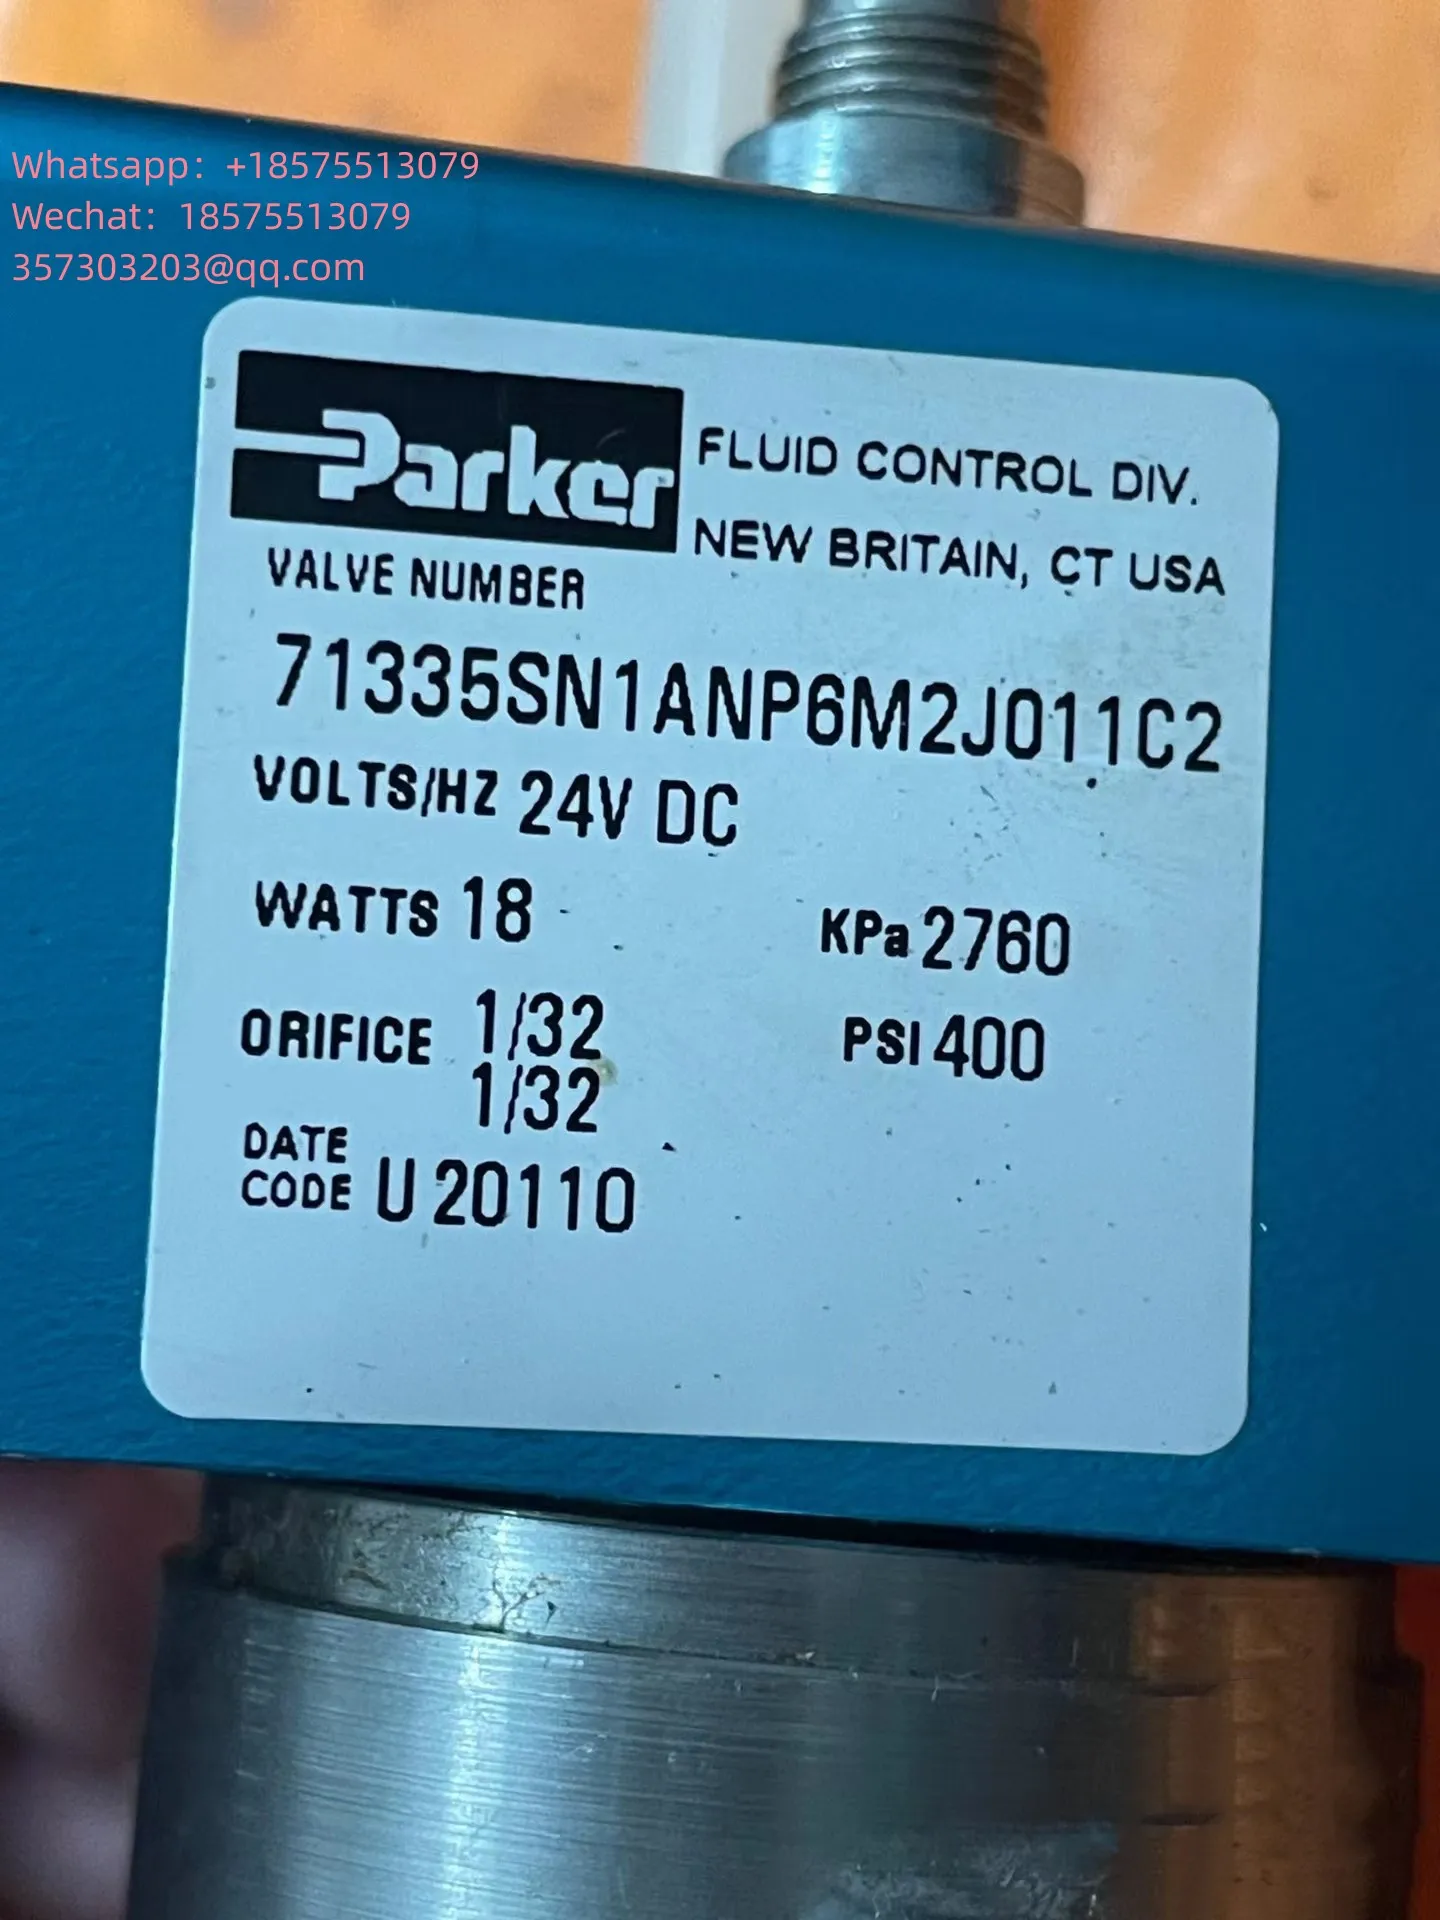 Whatsapp: +18575513079
Wechat: 18575513079
357303203@qq.com
Parker
FLUID CONTROL DIV.
NEW BRITAIN, CT USA
VALVE NUMBER
71335SN1ANP6M2J011C2
VOLTS/HZ 24V DC
WATTS 18
KPa 2760
ORIFICE 1/32
1/32
PSI 400
DATE
CODE U 20110